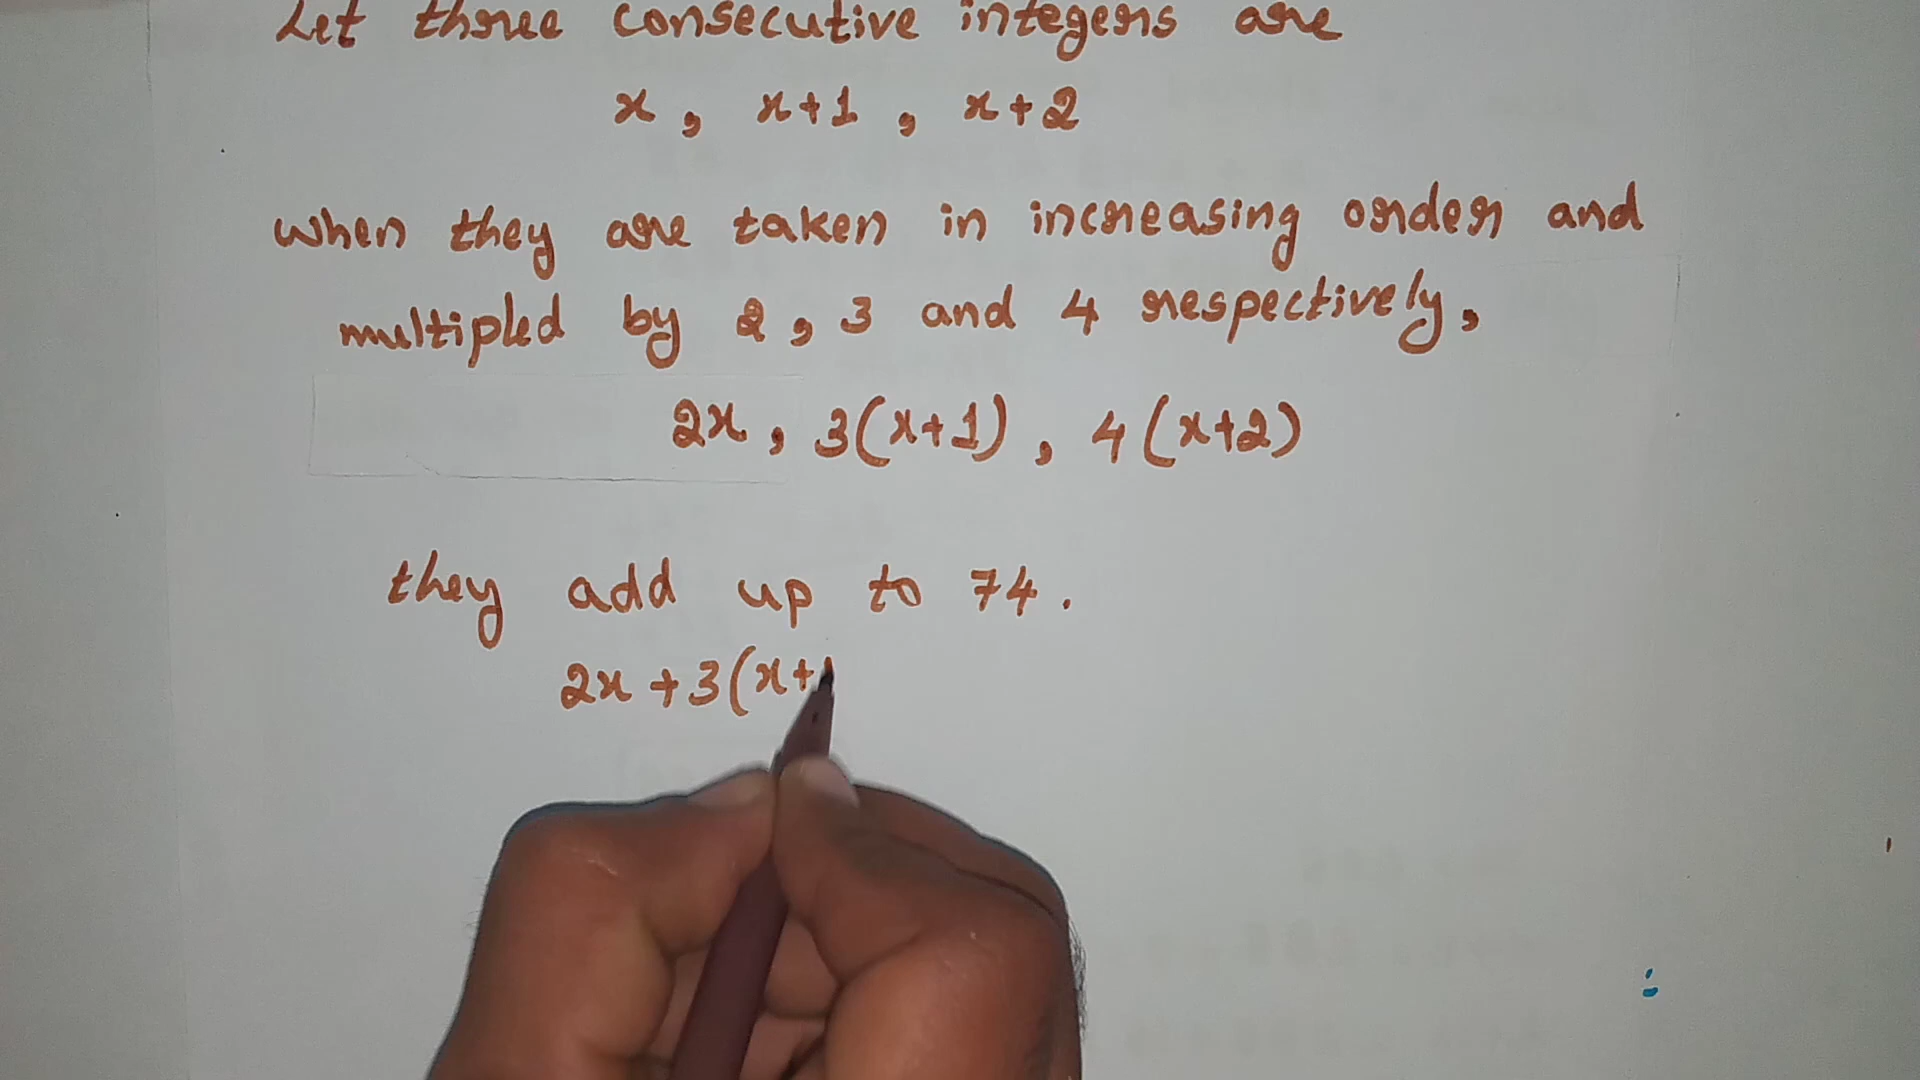 Let three consecutive integers are
x , x+1 , x+2
when they are taken in increasing order and
multipled by 2 , 3 and 4 respectively,
2x , 3(x+1) , 4(x+2)
they add up to 74 .
2x + 3(x+